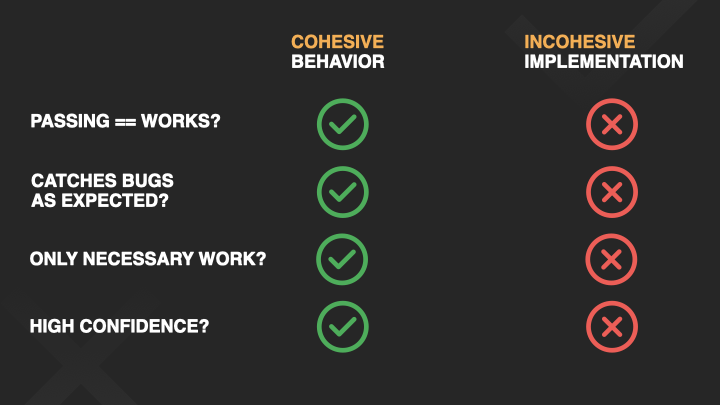 COHESIVE
BEHAVIOR
INCOHESIVE
IMPLEMENTATION
PASSING == WORKS?
CATCHES BUGS
AS EXPECTED?
ONLY NECESSARY WORK?
HIGH CONFIDENCE?